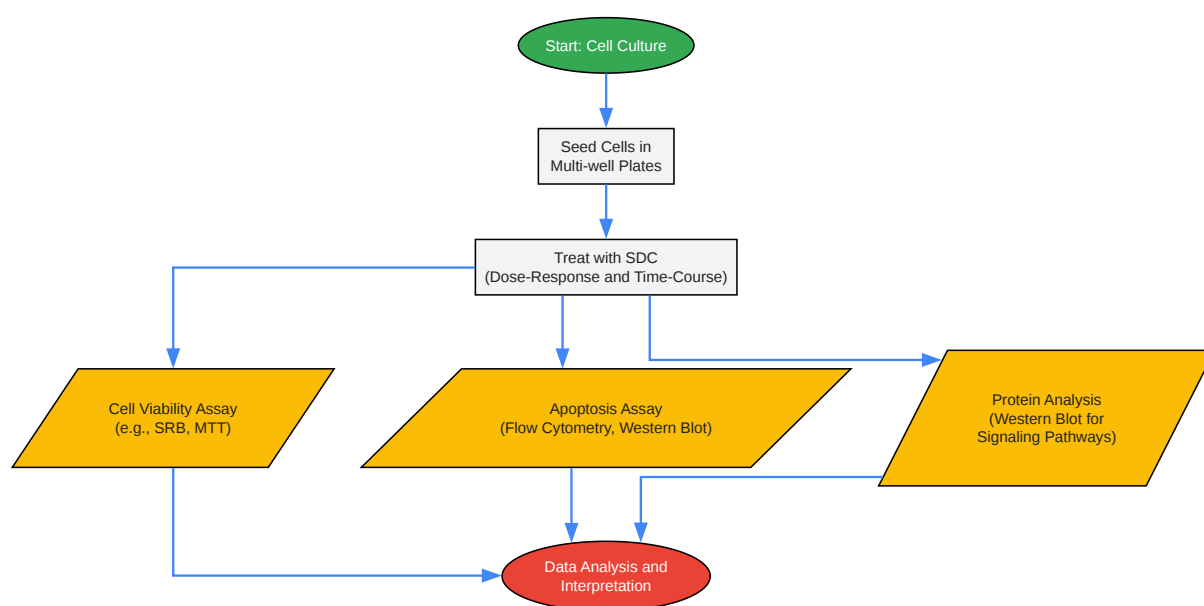 Start: Cell Culture
Seed Cells in
Multi-well Plates
Treat with SDC
(Dose-Response and Time-Course)
Cell Viability Assay
(e.g., SRB, MTT)
Apoptosis Assay
(Flow Cytometry, Western Blot)
Protein Analysis
(Western Blot for
Signaling Pathways)
Data Analysis and
Interpretation